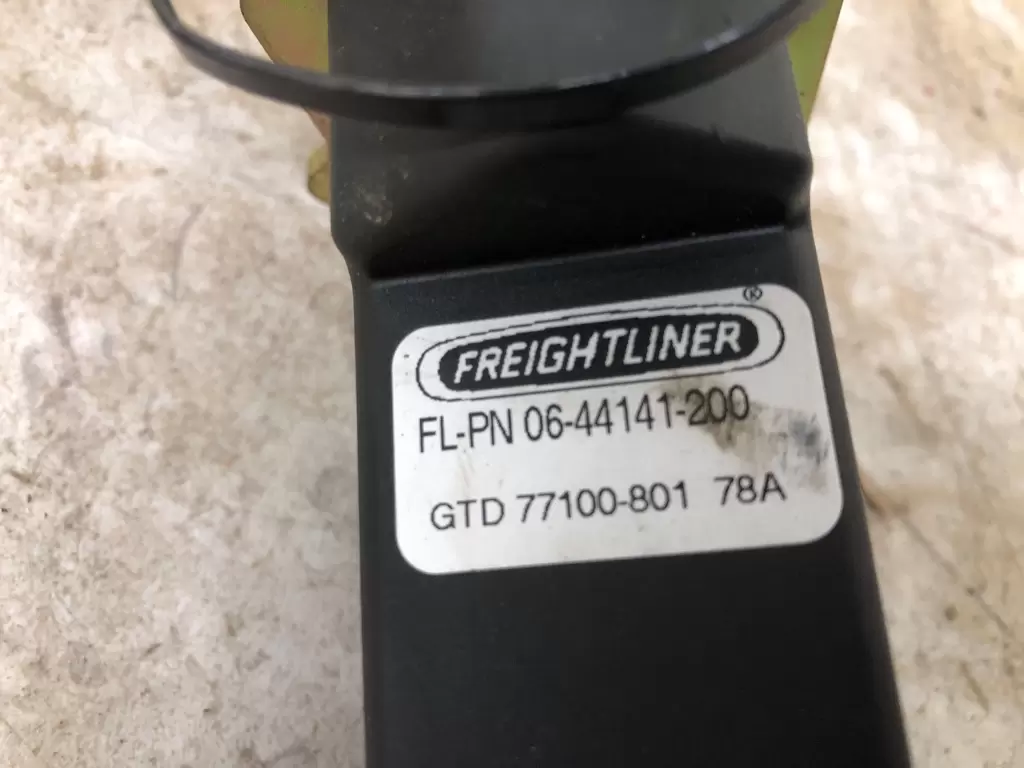 ®
FREIGHTLINER
FL-PN 06-44141-200
GTD 77100-801 78A